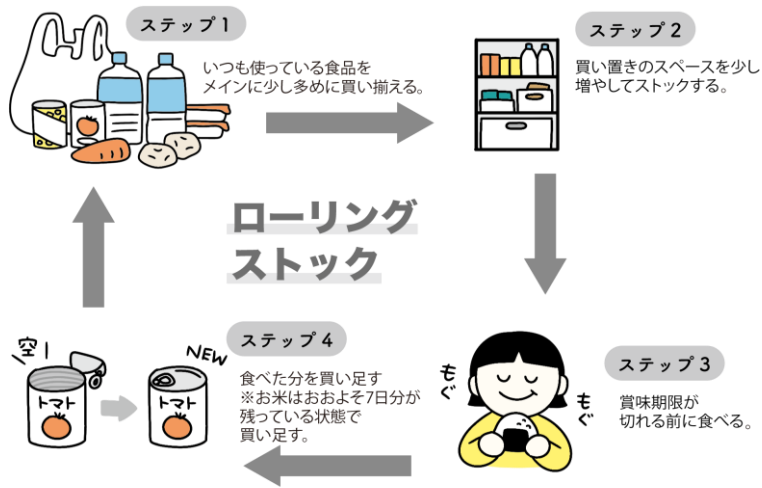 ステップ1
いつも使っている食品を
メインに少し多めに買い揃える。
ステップ2
買い置きのスペースを少し
増やしてストックする。
ローリング
ストック
ステップ3
賞味期限が
切れる前に食べる。
もぐ
もぐ
ステップ4
食べた分を買い足す
※お米はおおよそ7日分が
残っている状態で
買い足す。
空!
トマト
NEW
トマト